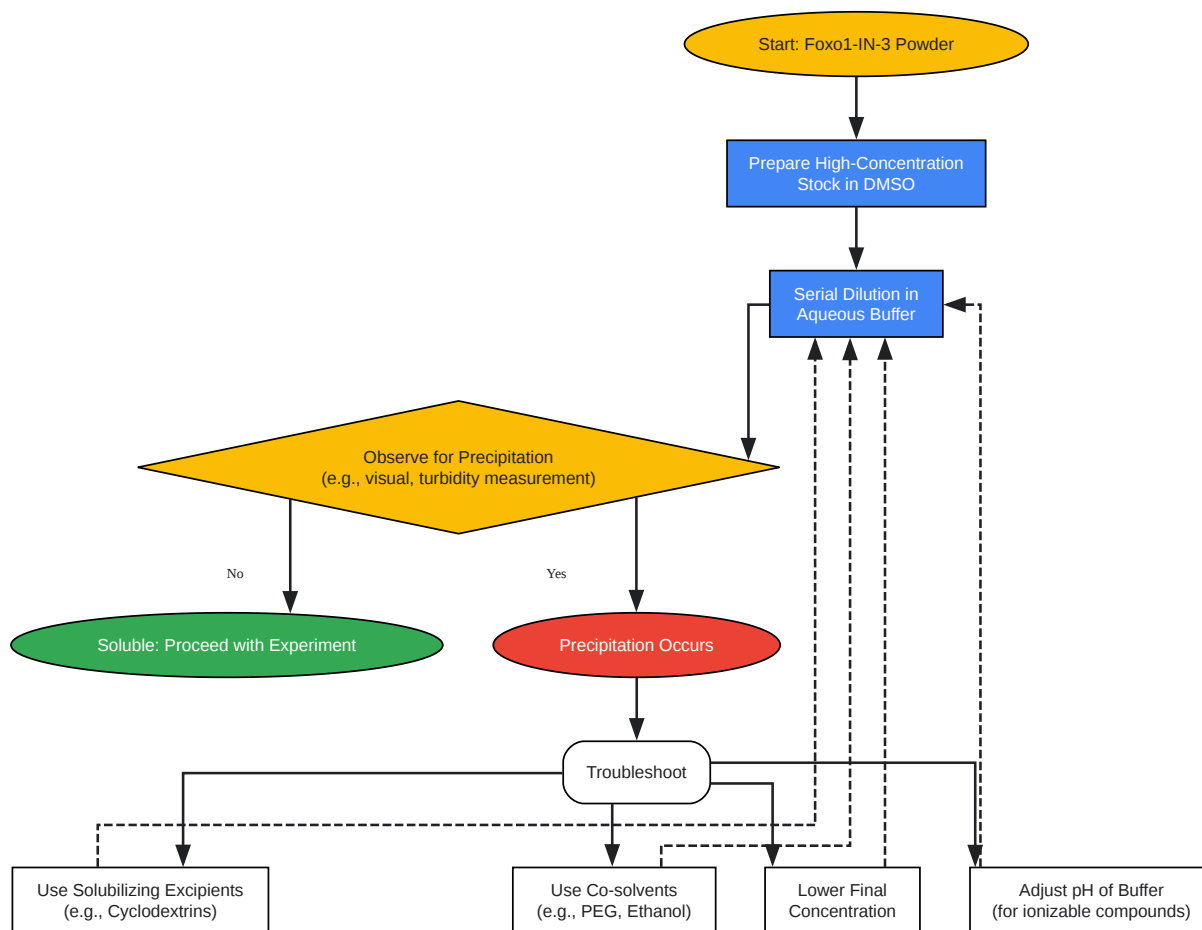 Start: Foxo1-IN-3 Powder
Prepare High-Concentration
Stock in DMSO
Serial Dilution in
Aqueous Buffer
Observe for Precipitation
(e.g., visual, turbidity measurement)
No
Yes
Soluble: Proceed with Experiment
Precipitation Occurs
Troubleshoot
Use Solubilizing Excipients
(e.g., Cyclodextrins)
Use Co-solvents
(e.g., PEG, Ethanol)
Lower Final
Concentration
Adjust pH of Buffer
(for ionizable compounds)